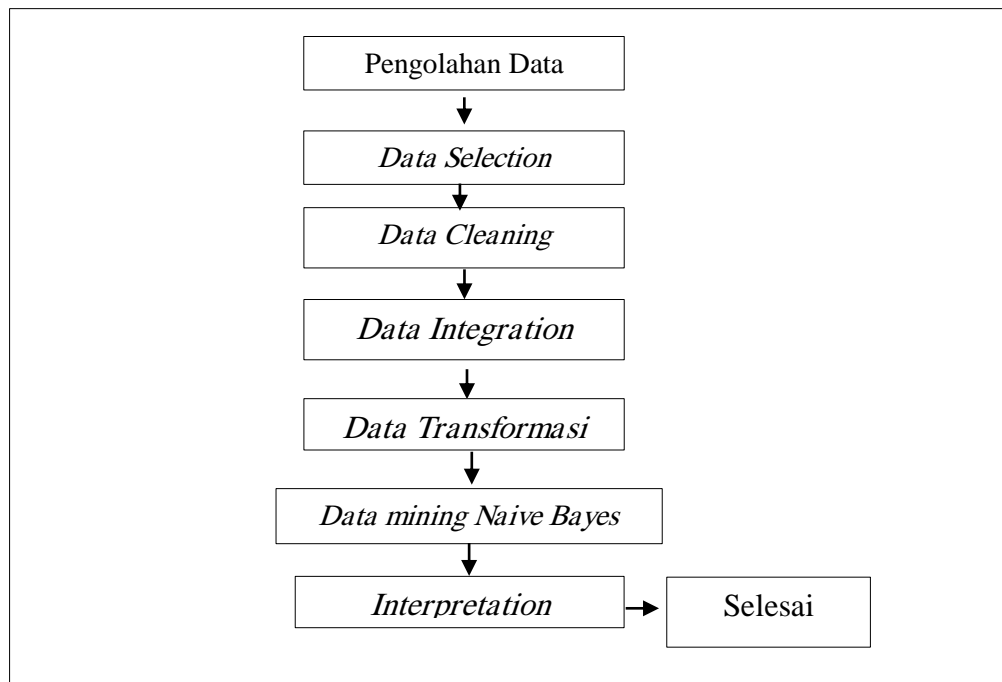 Pengolahan Data
Data Selection
Data Cleaning
Data Integration
Data Transformasi
Data mining Naive Bayes
Interpretation
Selesai